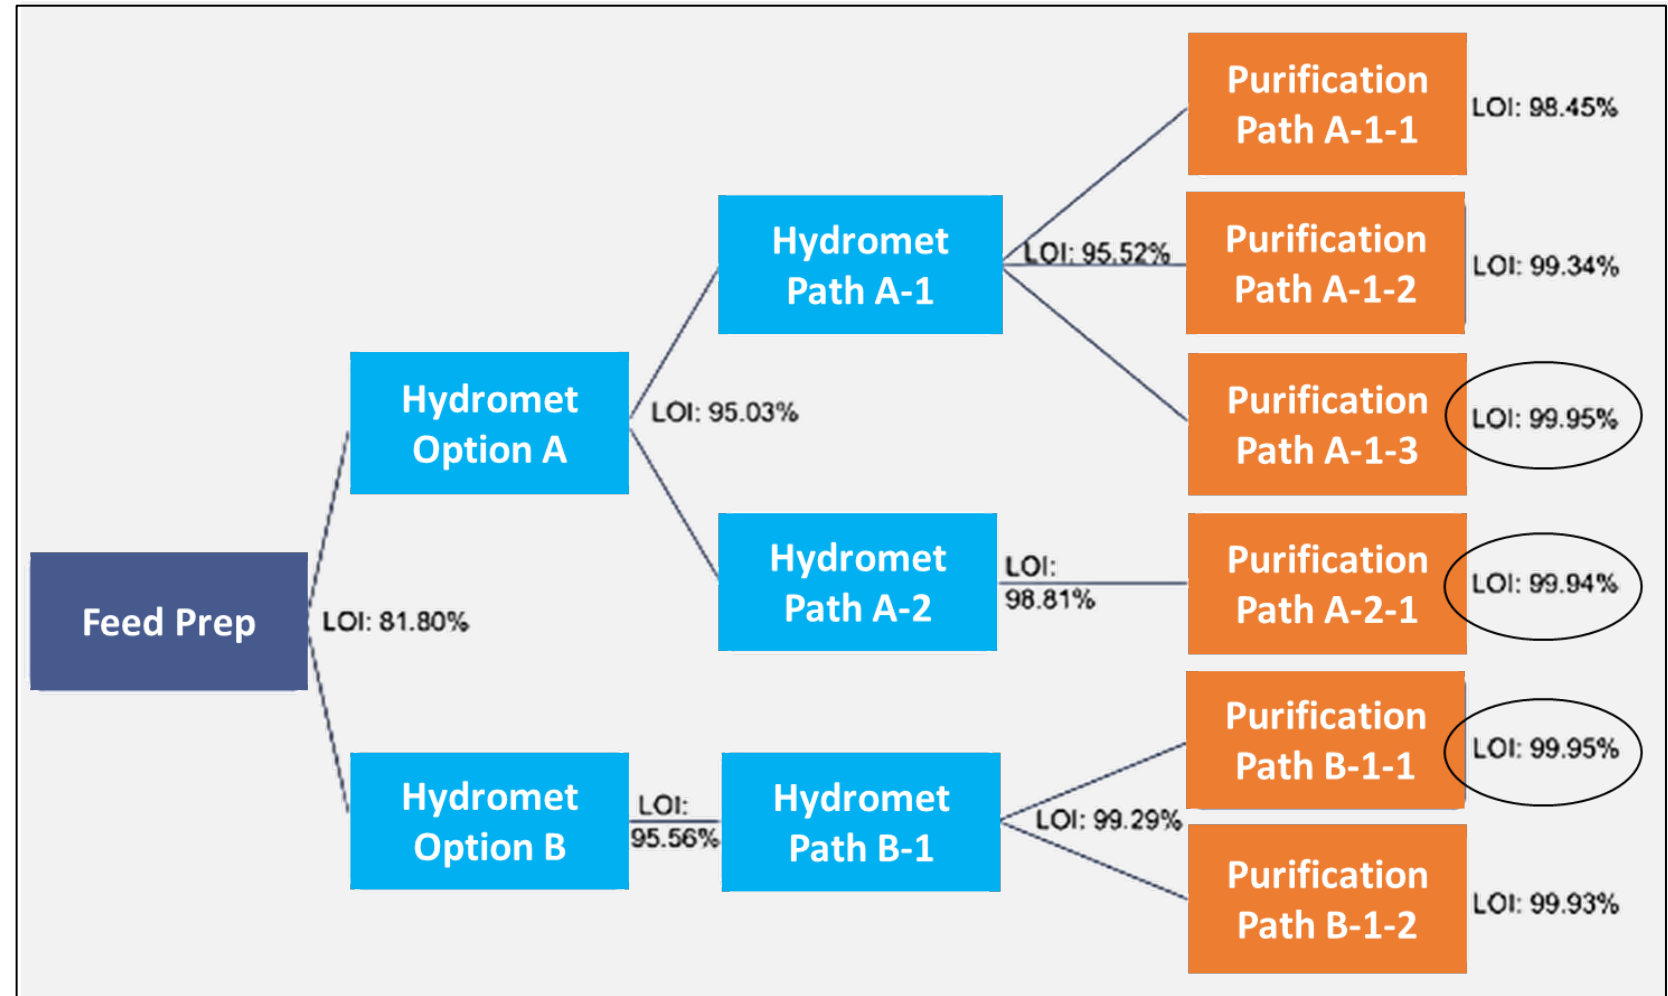 Feed Prep
LOI: 81.80%
Hydromet
Option A
LOI: 95.03%
Hydromet
Path A-1
LOI: 95.52%
Purification
Path A-1-1
LOI: 98.45%
Purification
Path A-1-2
LOI: 99.34%
Purification
Path A-1-3
LOI: 99.95%
Hydromet
Path A-2
LOI:
98.81%
Purification
Path A-2-1
LOI: 99.94%
Hydromet
Option B
LOI:
95.56%
Hydromet
Path B-1
LOI: 99.29%
Purification
Path B-1-1
LOI: 99.95%
Purification
Path B-1-2
LOI: 99.93%